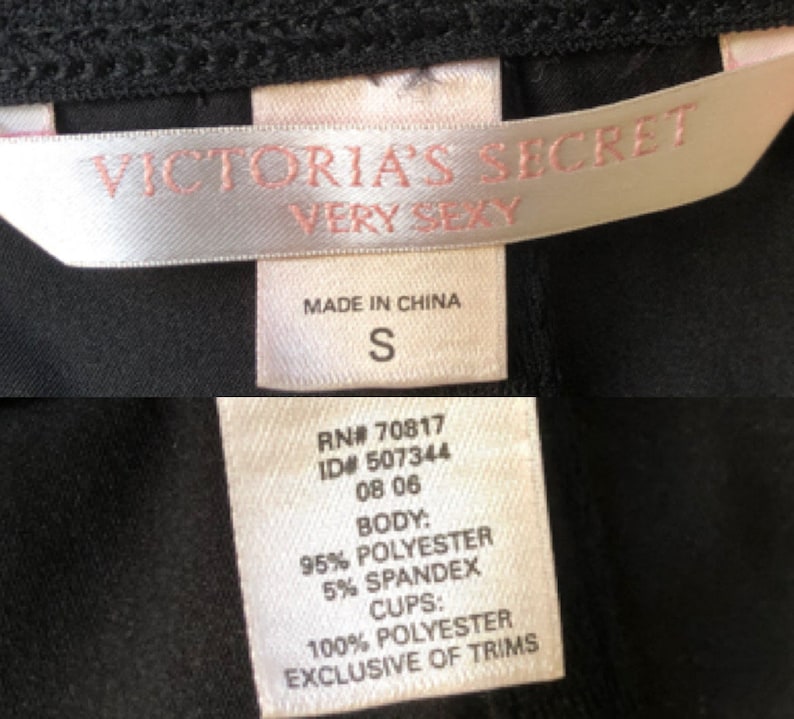 VICTORIA'S SECRET
VERY SEXY
MADE IN CHINA
S
RN# 70817
ID# 507344
08 06
BODY:
95% POLYESTER
5% SPANDEX
CUPS:
100% POLYESTER
EXCLUSIVE OF TRIMS